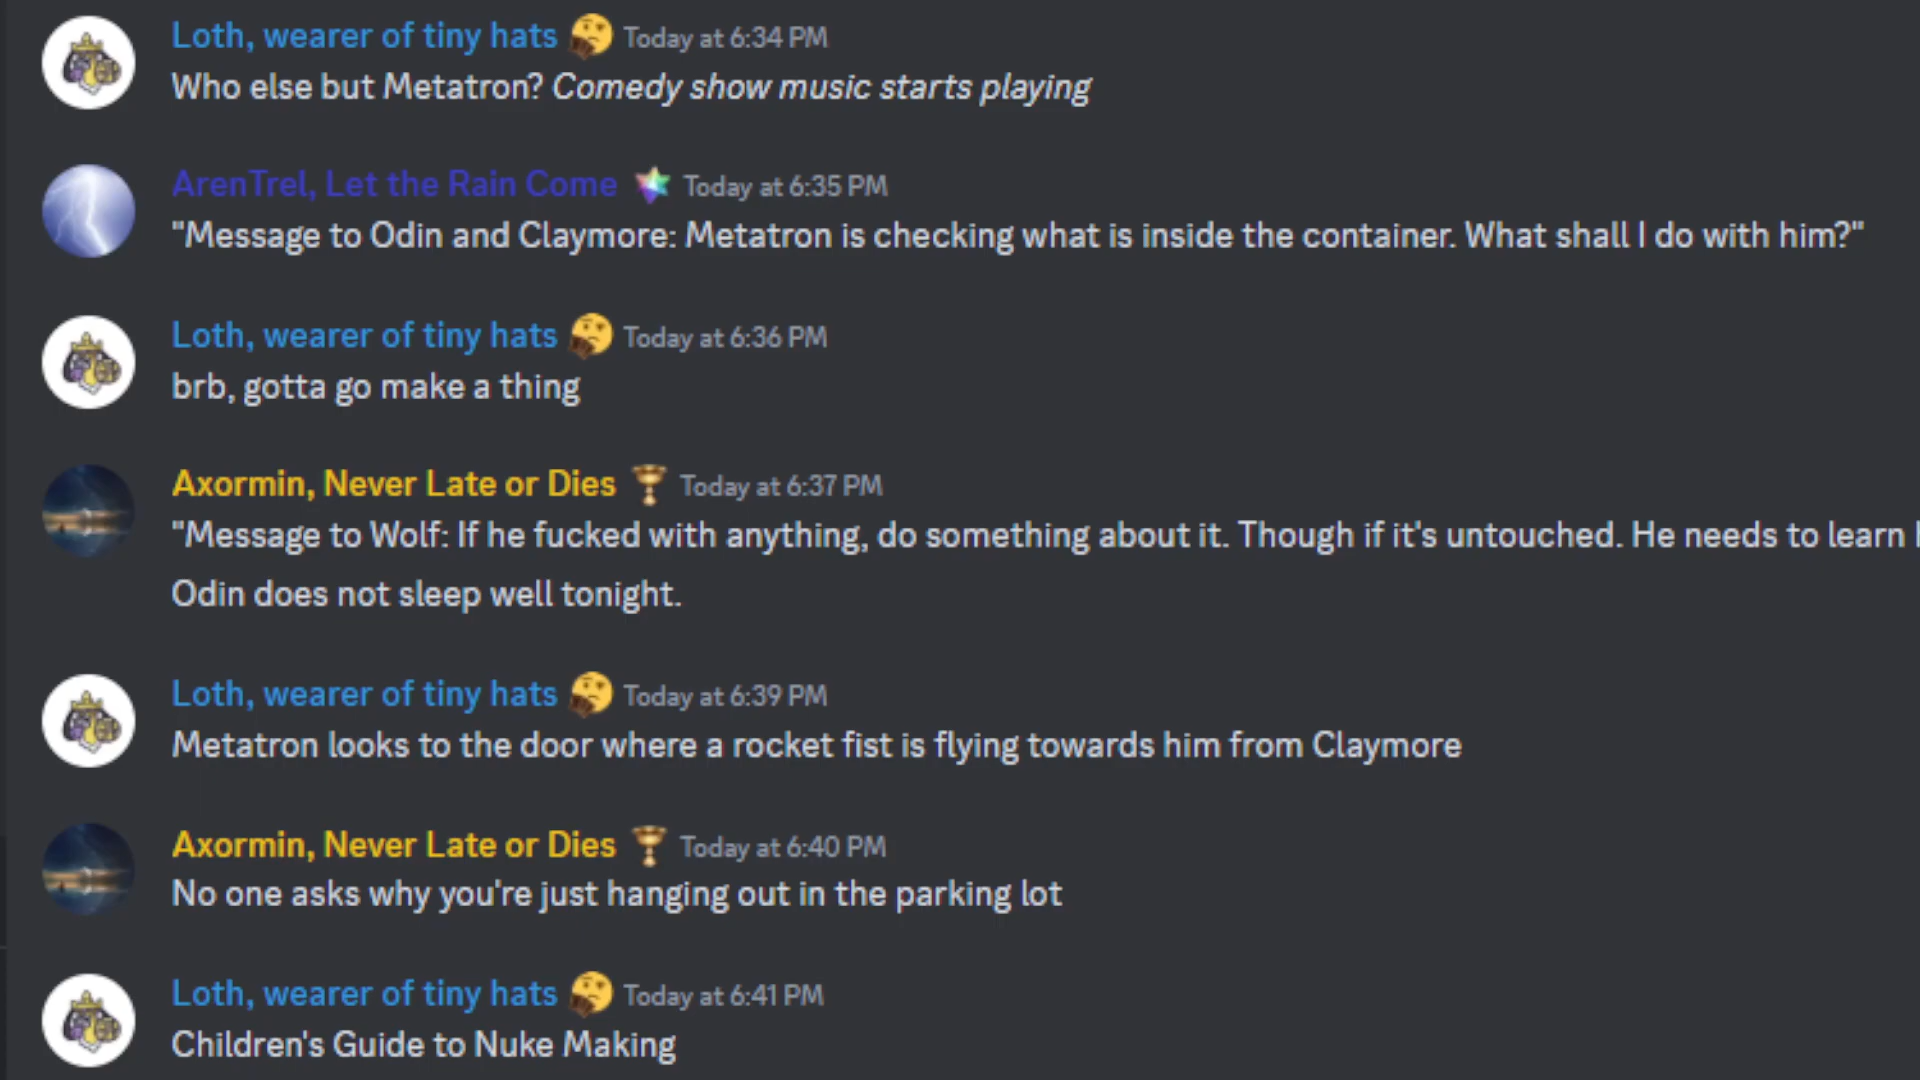 Loth, wearer of tiny hats 🤔 Today at 6:34 PM
Who else but Metatron? Comedy show music starts playing
ArenTrel, Let the Rain Come Today at 6:35 PM
"Message to Odin and Claymore: Metatron is checking what is inside the container. What shall I do with him?"
Loth, wearer of tiny hats 🤔 Today at 6:36 PM
brb, gotta go make a thing
Axormin, Never Late or Dies 🏆 Today at 6:37 PM
"Message to Wolf: If he fucked with anything, do something about it. Though if it's untouched. He needs to learn
Odin does not sleep well tonight.
Loth, wearer of tiny hats 🤔 Today at 6:39 PM
Metatron looks to the door where a rocket fist is flying towards him from Claymore
Axormin, Never Late or Dies 🏆 Today at 6:40 PM
No one asks why you're just hanging out in the parking lot
Loth, wearer of tiny hats 🤔 Today at 6:41 PM
Children's Guide to Nuke Making